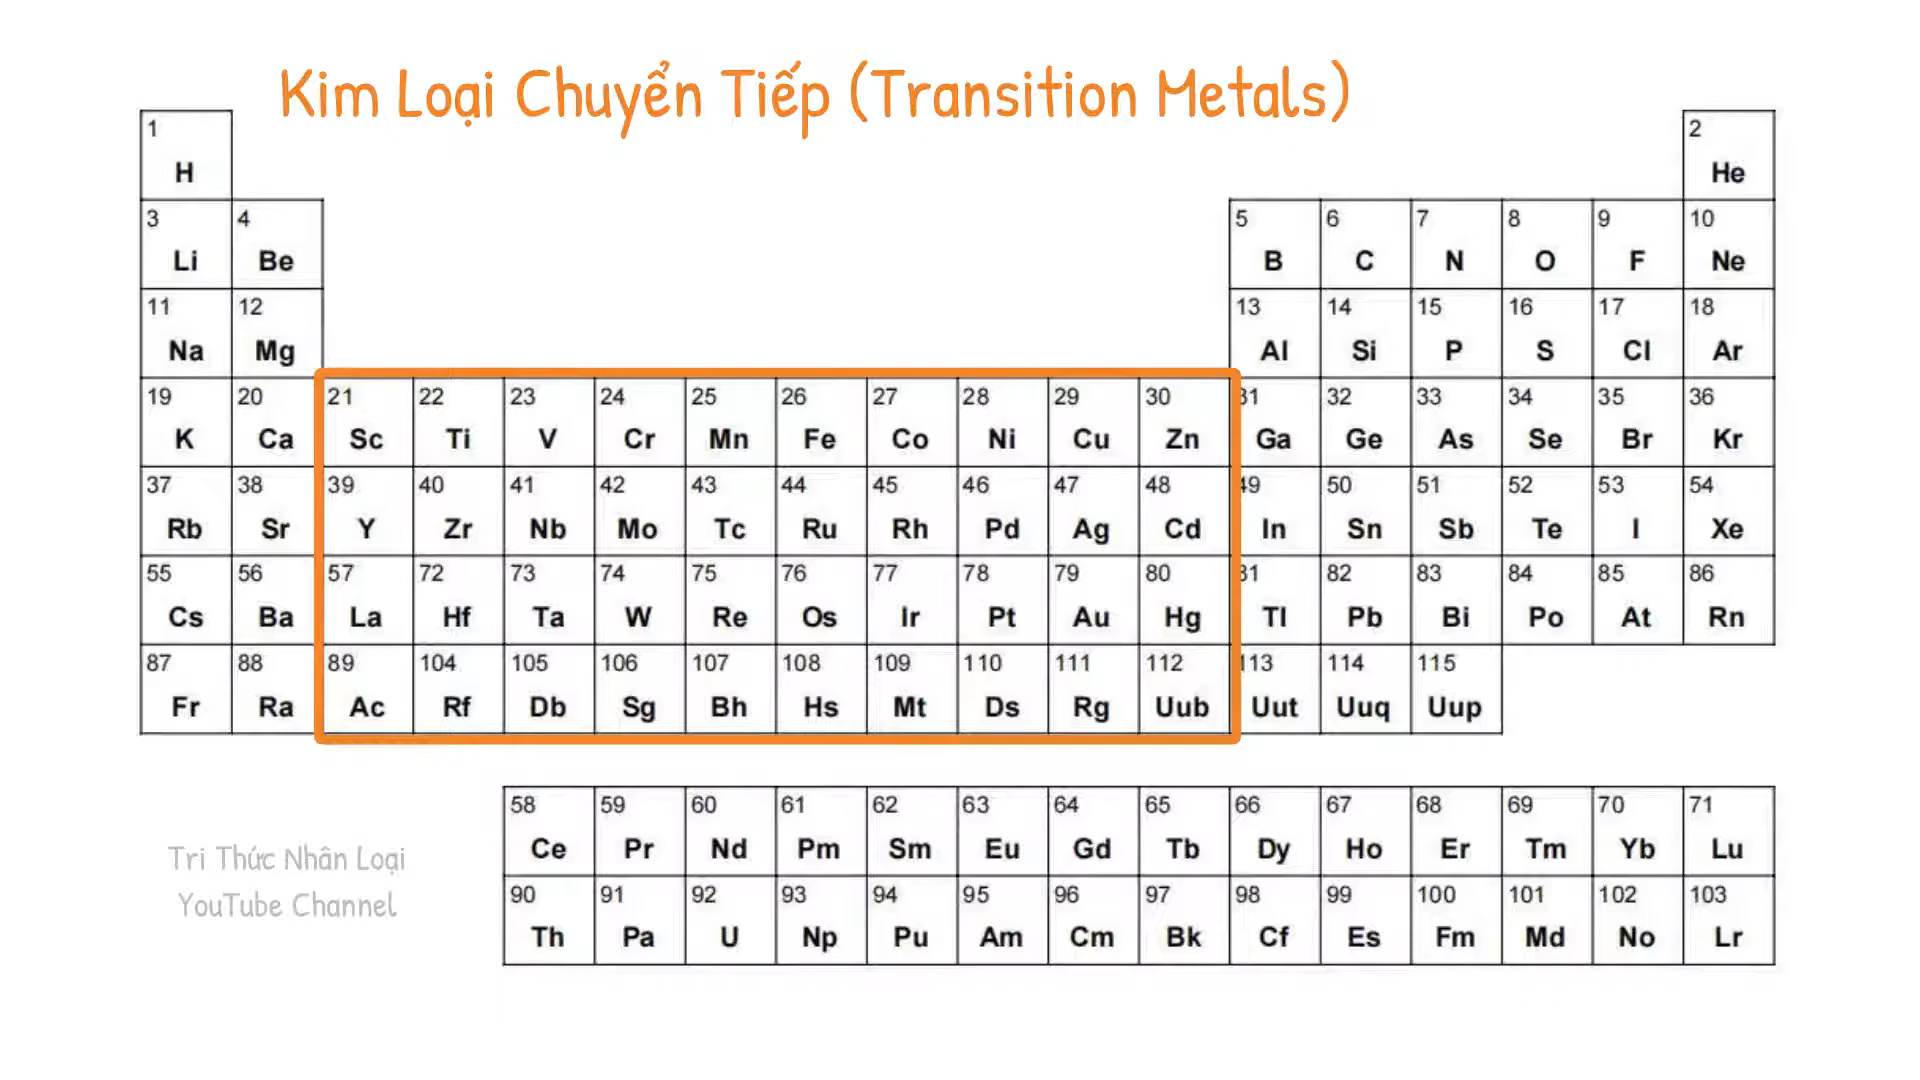 Kim Loại Chuyển Tiếp (Transition Metals)
1 2
H He
3 4 5 6 7 8 9 10
Li Be B C N O F Ne
11 12 13 14 15 16 17 18
Na Mg Al Si P S Cl Ar
19 20 21 22 23 24 25 26 27 28 29 30 31 32 33 34 35 36
K Ca Sc Ti V Cr Mn Fe Co Ni Cu Zn Ga Ge As Se Br Kr
37 38 39 40 41 42 43 44 45 46 47 48 49 50 51 52 53 54
Rb Sr Y Zr Nb Mo Tc Ru Rh Pd Ag Cd In Sn Sb Te I Xe
55 56 57 72 73 74 75 76 77 78 79 80 81 82 83 84 85 86
Cs Ba La Hf Ta W Re Os Ir Pt Au Hg Tl Pb Bi Po At Rn
87 88 89 104 105 106 107 108 109 110 111 112 113 114 115
Fr Ra Ac Rf Db Sg Bh Hs Mt Ds Rg Uub Uut Uuq Uup
58 59 60 61 62 63 64 65 66 67 68 69 70 71
Ce Pr Nd Pm Sm Eu Gd Tb Dy Ho Er Tm Yb Lu
90 91 92 93 94 95 96 97 98 99 100 101 102 103
Th Pa U Np Pu Am Cm Bk Cf Es Fm Md No Lr
Tri Thức Nhân Loại
YouTube Channel